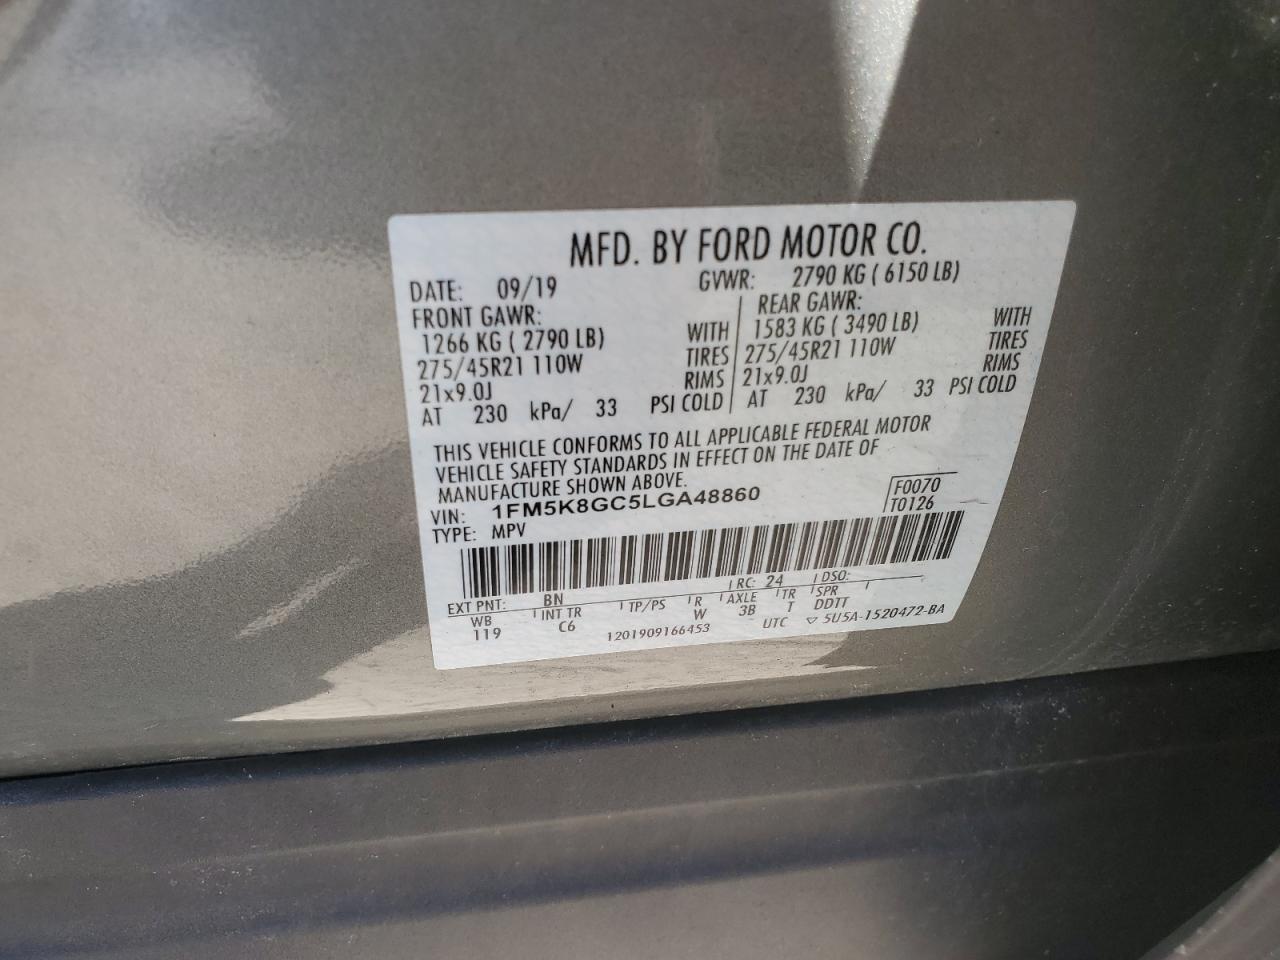 MFD. BY FORD MOTOR CO.
DATE: 09/19 GVWR: 2790 KG ( 6150 LB)
FRONT GAWR: REAR GAWR:
1266 KG ( 2790 LB) WITH 1583 KG ( 3490 LB) WITH
275/45R21 110W TIRES 275/45R21 110W TIRES
21x9.0J RIMS 21x9.0J RIMS
AT 230 kPa/ 33 PSI COLD AT 230 kPa/ 33 PSI COLD
THIS VEHICLE CONFORMS TO ALL APPLICABLE FEDERAL MOTOR
VEHICLE SAFETY STANDARDS IN EFFECT ON THE DATE OF
MANUFACTURE SHOWN ABOVE.
VIN: 1FM5K8GC5LGA48860 F0070
TYPE: MPV T0126
EXT PNT: BN RC: 24 DSO:
WB INT TR TP/PS R AXLE TR SPR
119 C6 W 3B T DDTT
1201909166453 UTC ▽ 5U5A-1520472-BA